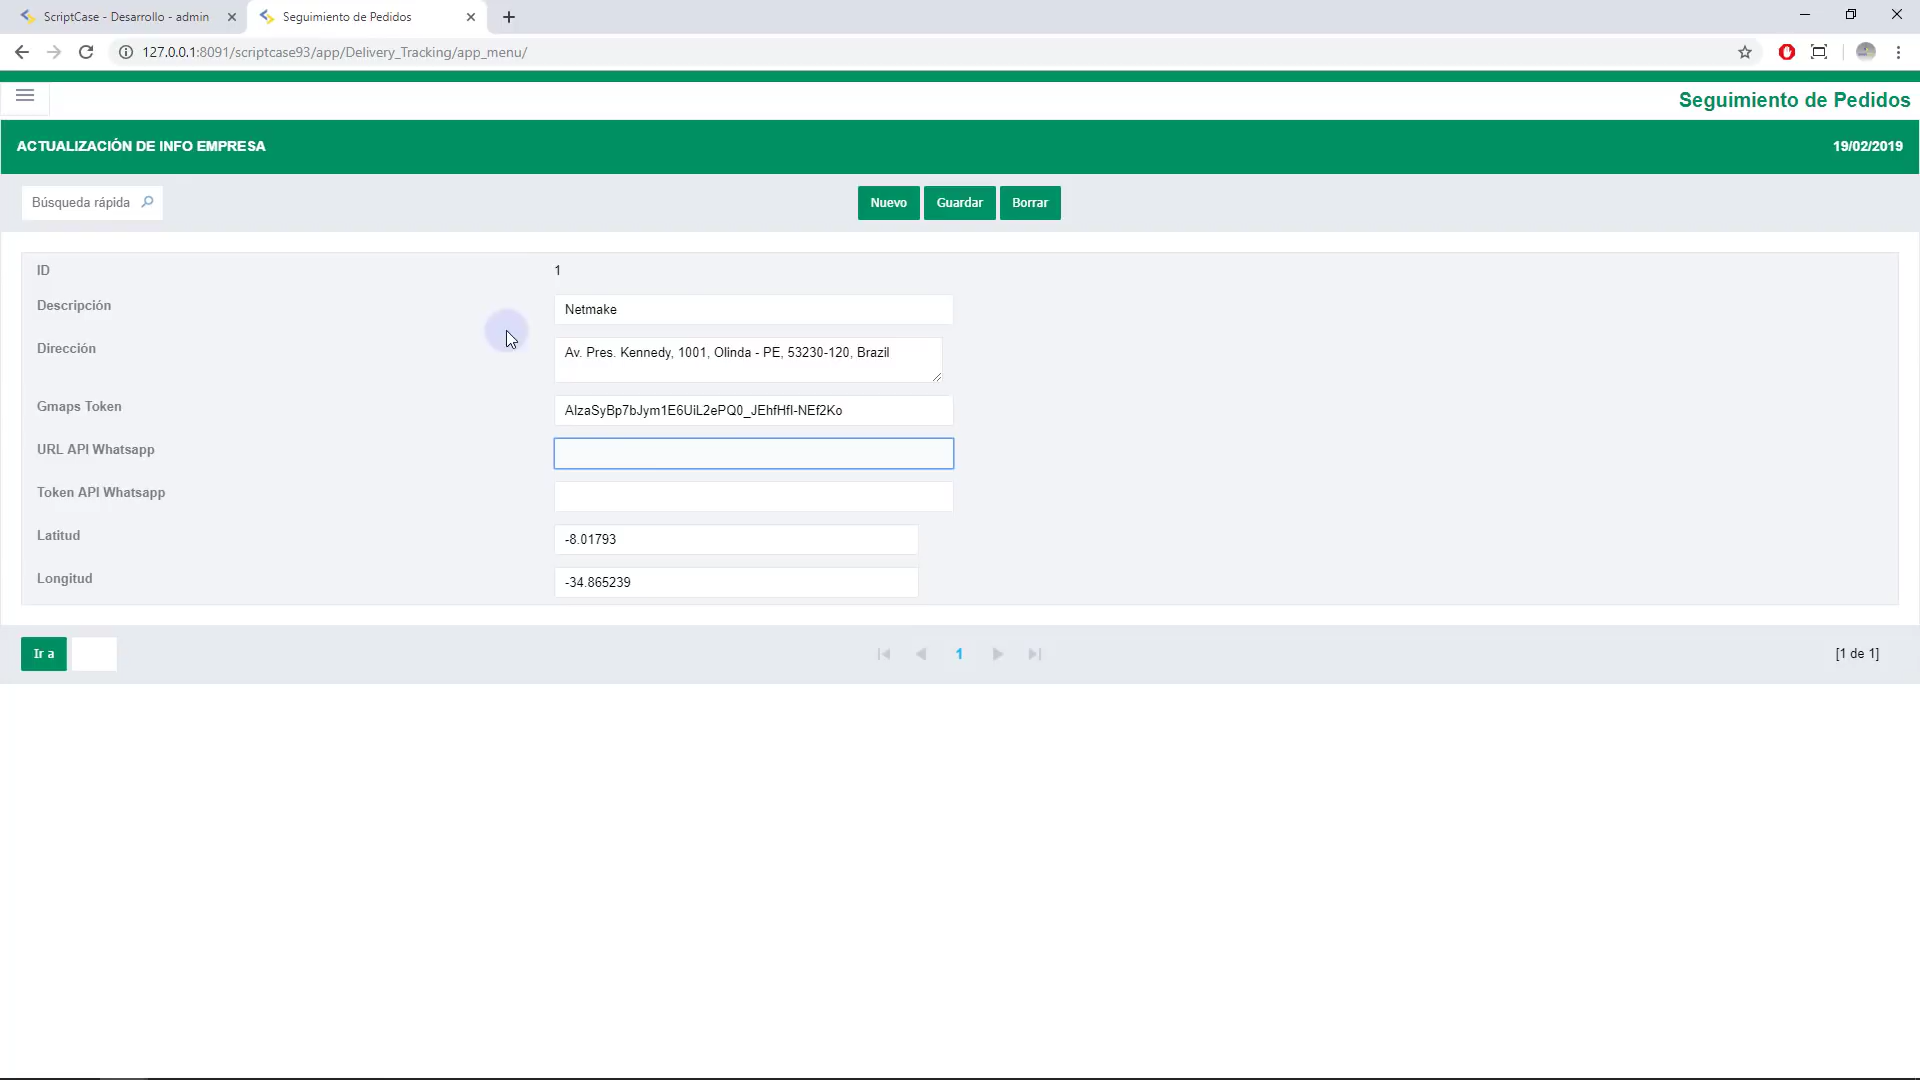 ScriptCase - Desarrollo - admin
Seguimiento de Pedidos
127.0.0.1:8091/scriptcase93/app/Delivery_Tracking/app_menu/
Seguimiento de Pedidos
ACTUALIZACIÓN DE INFO EMPRESA
19/02/2019
Búsqueda rápida
Nuevo
Guardar
Borrar
ID
1
Descripción
Netmake
Dirección
Av. Pres. Kennedy, 1001, Olinda - PE, 53230-120, Brazil
Gmaps Token
AIzaSyBp7bJym1E6UiL2ePQ0_JEhfHfI-NEf2Ko
URL API Whatsapp
Token API Whatsapp
Latitud
-8.01793
Longitud
-34.865239
Ir a
1
[1 de 1]